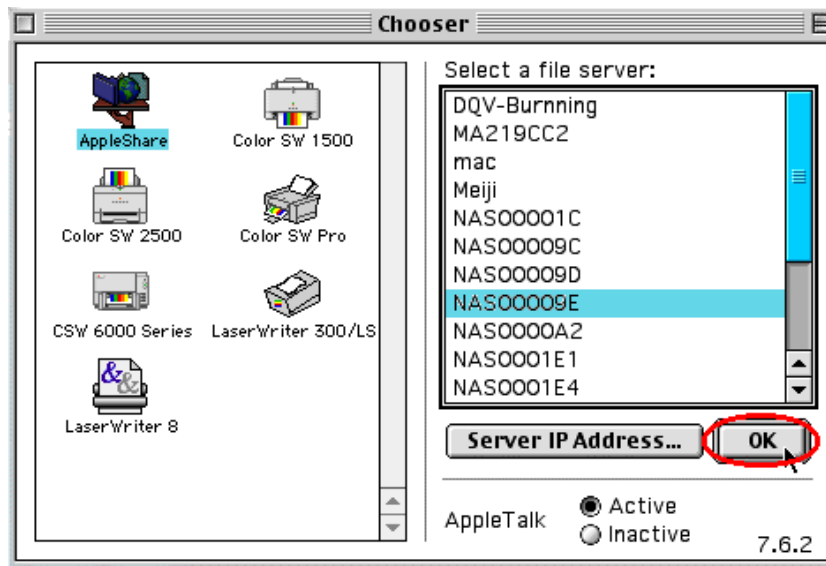 Chooser
AppleShare
Color SW 1500
Color SW 2500
Color SW Pro
CSW 6000 Series
LaserWriter 300/LS
&&
LaserWriter 8
Select a file server:
DQV-Burnning
MA219CC2
mac
Meiji
NAS00001C
NAS00009C
NAS00009D
NAS00009E
NAS0000A2
NAS0001E1
NAS0001E4
Server IP Address...
OK
AppleTalk
Active
Inactive
7.6.2